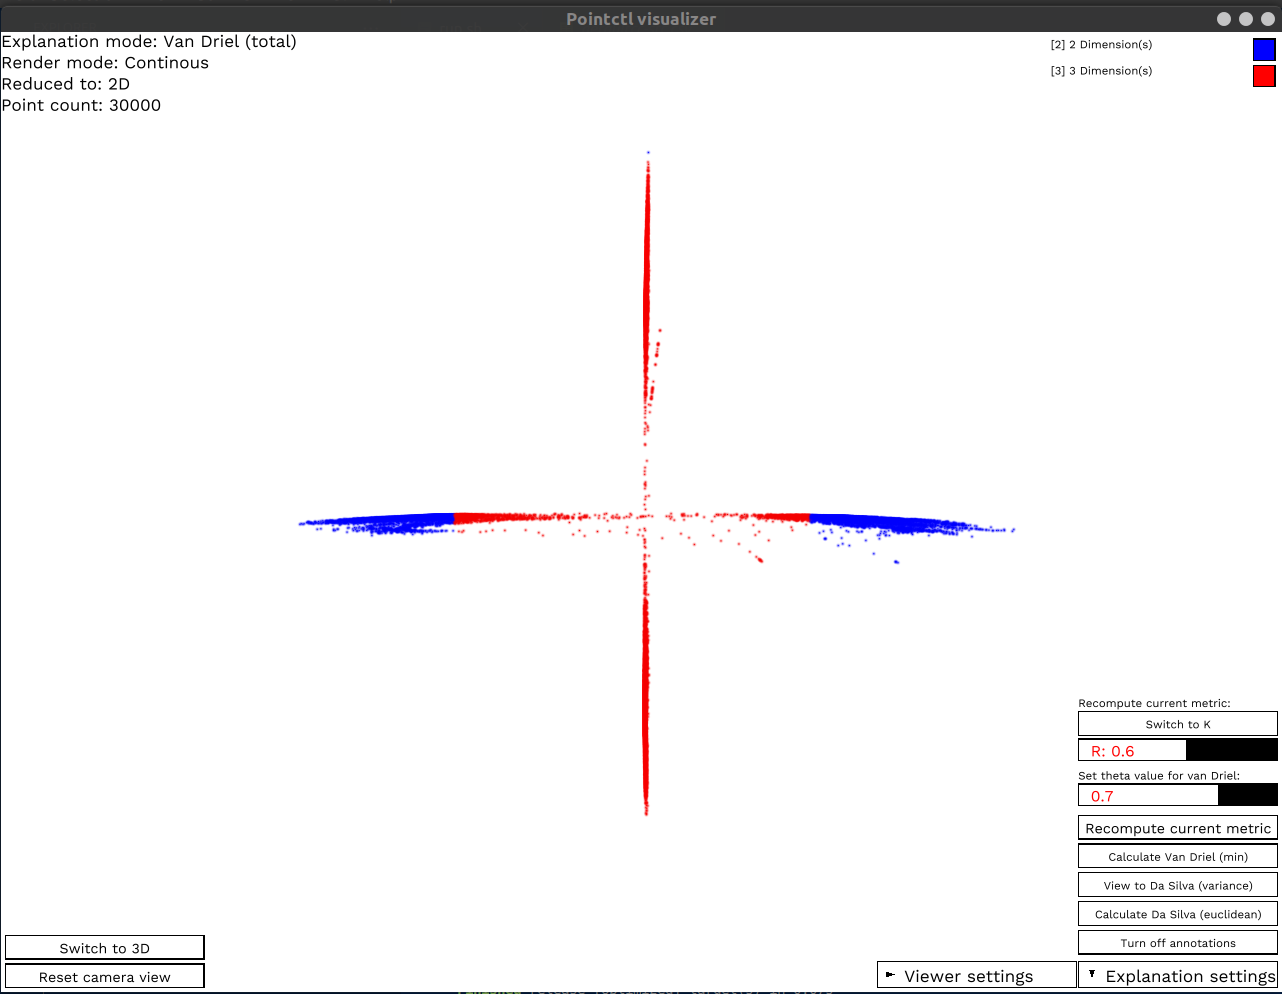 Pointctl visualizer
Explanation mode: Van Driel (total)
Render mode: Continous
Reduced to: 2D
Point count: 30000
[2] 2 Dimension(s)
[3] 3 Dimension(s)
Recompute current metric:
Switch to K
R: 0.6
Set theta value for van Driel:
0.7
Recompute current metric
Calculate Van Driel (min)
View to Da Silva (variance)
Calculate Da Silva (euclidean)
Turn off annotations
Switch to 3D
Reset camera view
Viewer settings
Explanation settings